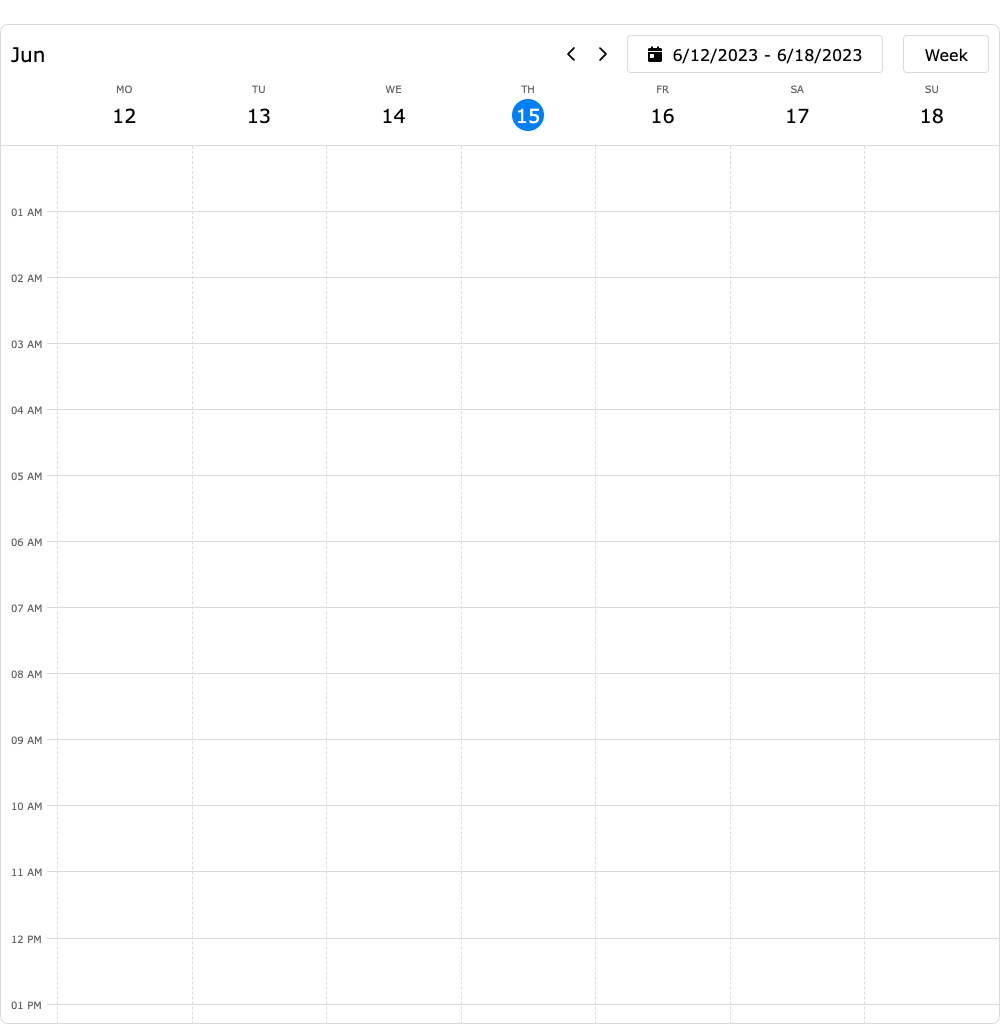 Jun
6/12/2023 - 6/18/2023
Week
MO TU WE TH FR SA SU
12 13 14 15 16 17 18
01 AM
02 AM
03 AM
04 AM
05 AM
06 AM
07 AM
08 AM
09 AM
10 AM
11 AM
12 PM
01 PM